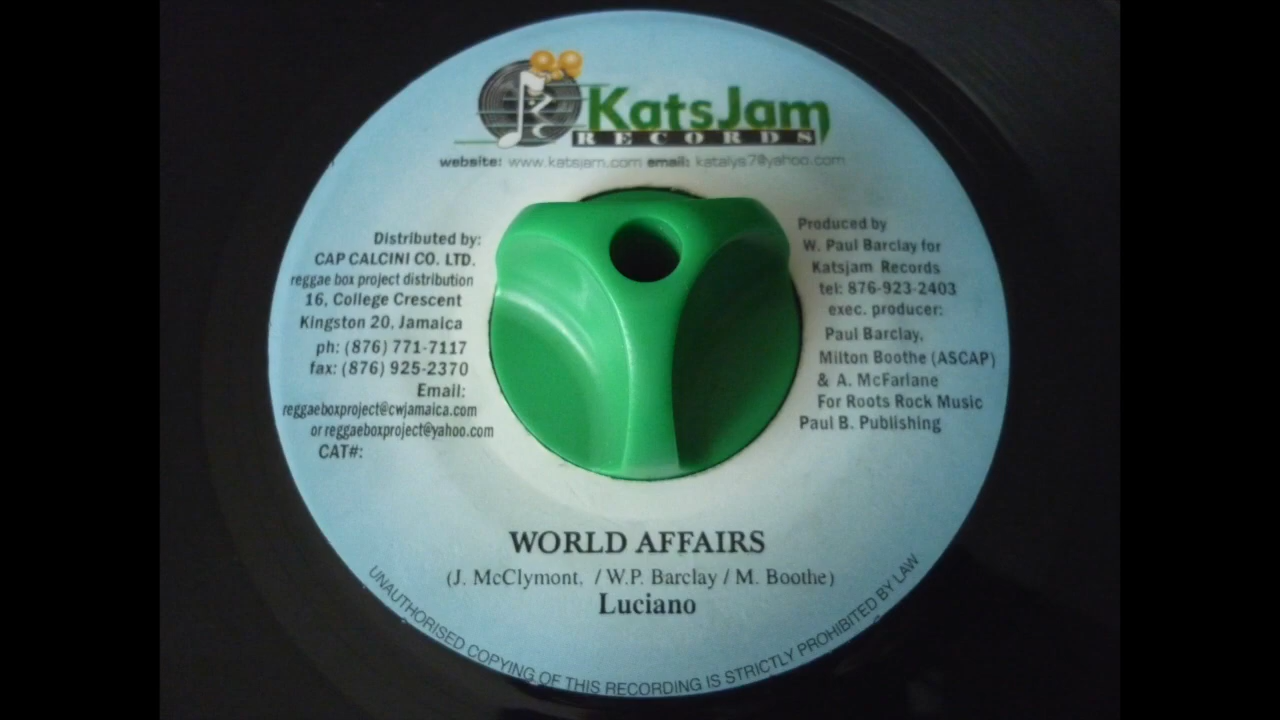 KatsJam
RECORDS
website: www.katsjam.com email: katalys7@yahoo.com
Distributed by:
CAP CALCINI CO. LTD.
reggae box project distribution
16, College Crescent
Kingston 20, Jamaica
ph: (876) 771-7117
fax: (876) 925-2370
Email:
reggaeboxproject@cwjamaica.com
or reggaeboxproject@yahoo.com
CAT#:
Produced by
W. Paul Barclay for
Katsjam Records
tel: 876-923-2403
exec. producer:
Paul Barclay,
Milton Boothe (ASCAP)
& A. McFarlane
For Roots Rock Music
Paul B. Publishing
WORLD AFFAIRS
(J. McClymont, / W.P. Barclay / M. Boothe)
Luciano
UNAUTHORISED COPYING OF THIS RECORDING IS STRICTLY PROHIBITED BY LAW